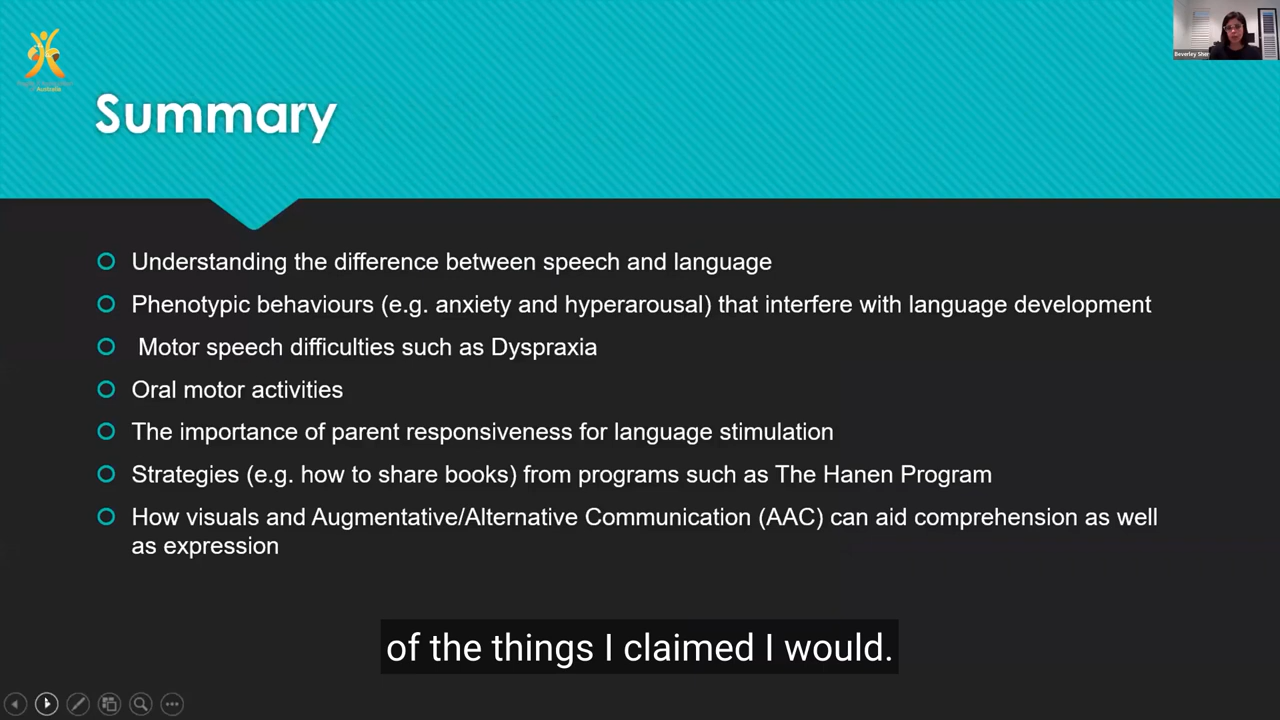 Beverley Sher
Australia
Summary
Understanding the difference between speech and language
Phenotypic behaviours (e.g. anxiety and hyperarousal) that interfere with language development
Motor speech difficulties such as Dyspraxia
Oral motor activities
The importance of parent responsiveness for language stimulation
Strategies (e.g. how to share books) from programs such as The Hanen Program
How visuals and Augmentative/Alternative Communication (AAC) can aid comprehension as well
as expression
of the things I claimed I would.